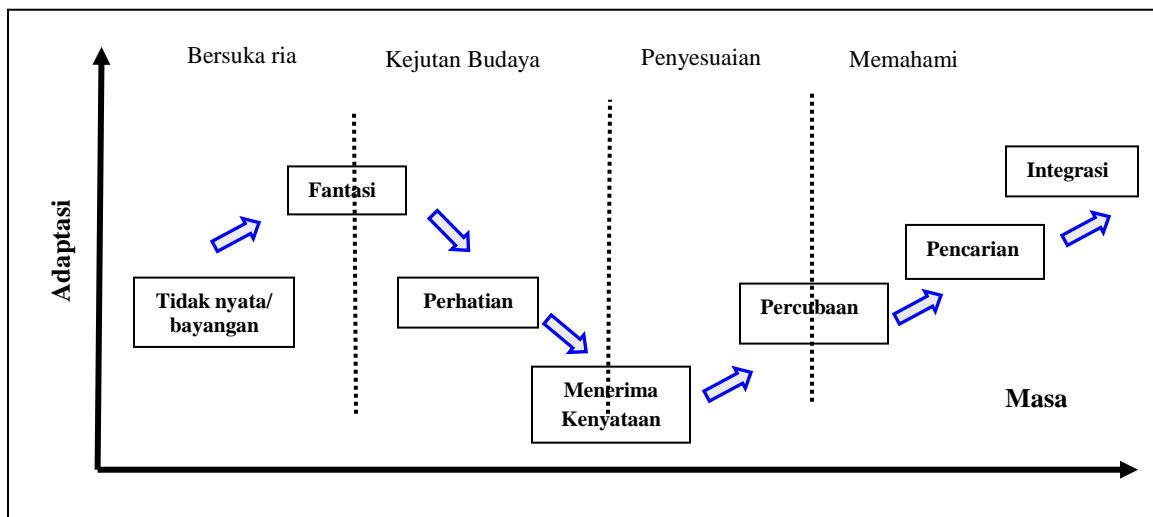 Bersuka ria
Kejutan Budaya
Penyesuaian
Memahami
Adaptasi
Tidak nyata/
bayangan
Fantasi
Perhatian
Menerima
Kenyataan
Percubaan
Pencarian
Integrasi
Masa